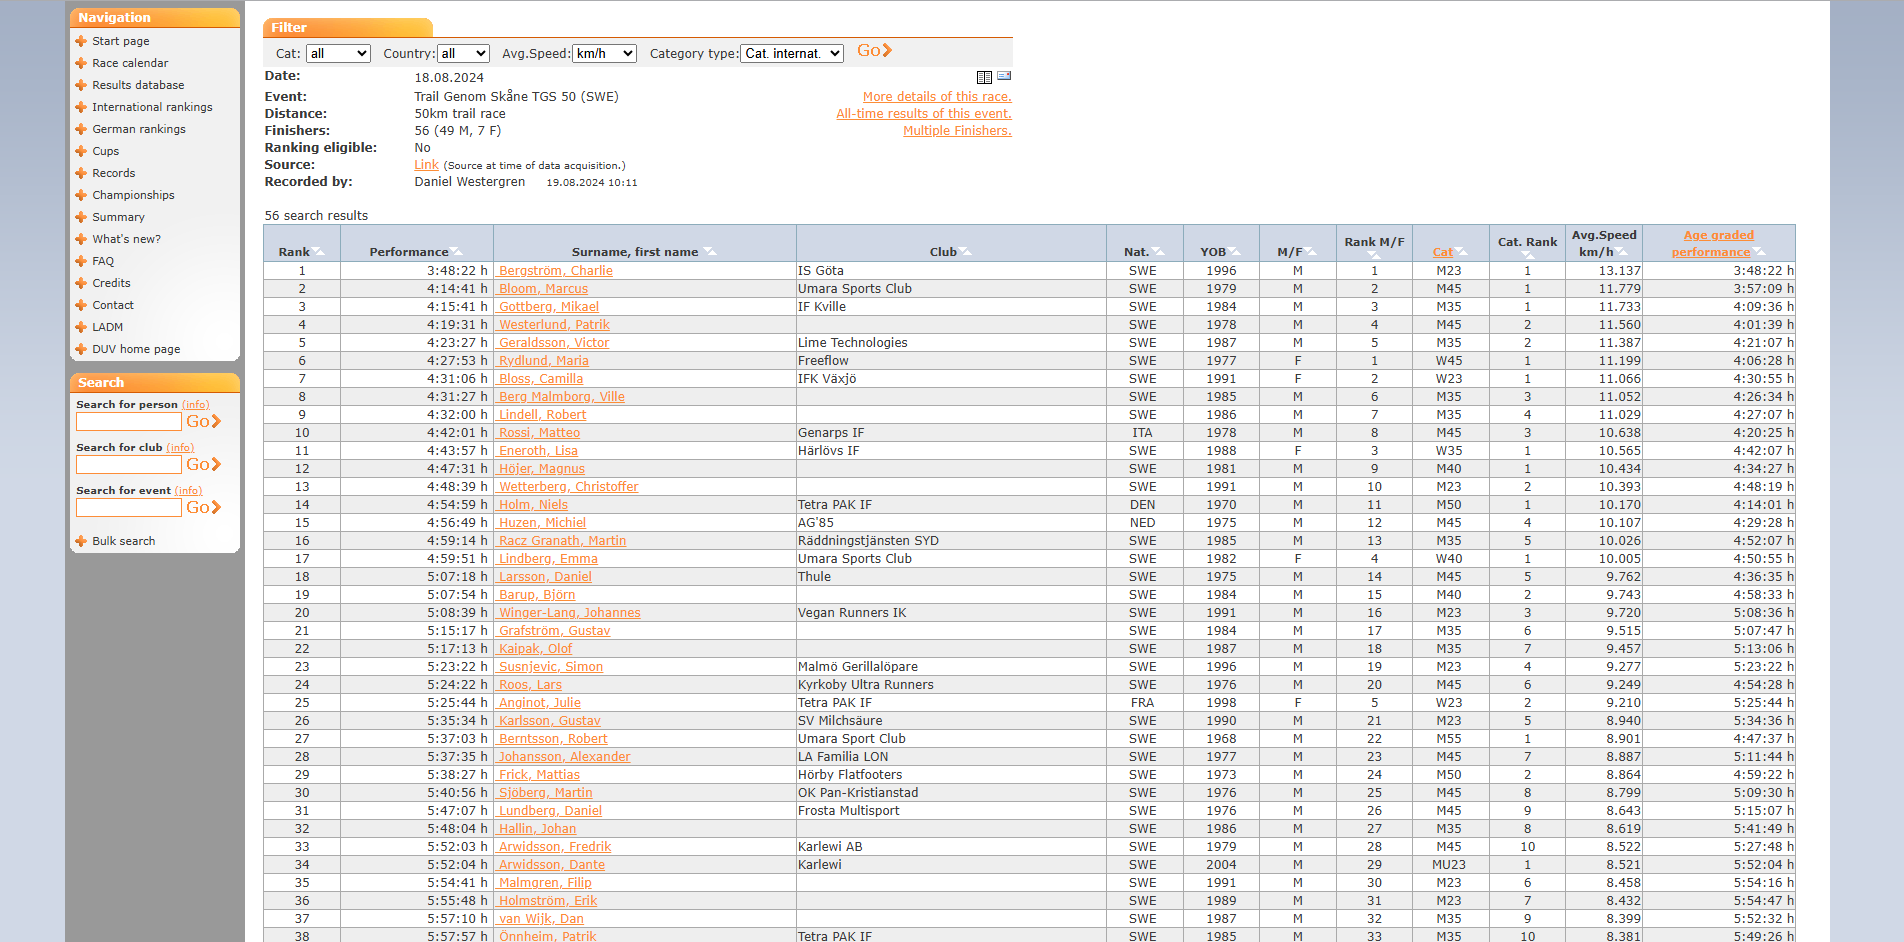 Navigation
Start page
Race calendar
Results database
International rankings
German rankings
Cups
Records
Championships
Summary
What's new?
FAQ
Credits
Contact
LADM
DUV home page
Search
Search for person (info)
Go
Search for club (info)
Go
Search for event (info)
Go
Bulk search
Filter
Cat: all Country: all Avg.Speed: km/h Category type: Cat. internat. Go
Date: 18.08.2024
Event: Trail Genom Skåne TGS 50 (SWE) More details of this race.
Distance: 50km trail race All-time results of this event.
Finishers: 56 (49 M, 7 F) Multiple Finishers.
Ranking eligible: No
Source: Link (Source at time of data acquisition.)
Recorded by: Daniel Westergren 19.08.2024 10:11
56 search results
Rank Performance Surname, first name Club Nat. YOB M/F Rank M/F Cat Cat. Rank Avg.Speed km/h Age graded performance
1 3:48:22 h Bergström, Charlie IS Göta SWE 1996 M 1 M23 1 13.137 3:48:22 h
2 4:14:41 h Bloom, Marcus Umara Sports Club SWE 1979 M 2 M45 1 11.779 3:57:09 h
3 4:15:41 h Gottberg, Mikael IF Kville SWE 1984 M 3 M35 1 11.733 4:09:36 h
4 4:19:31 h Westerlund, Patrik SWE 1978 M 4 M45 2 11.560 4:01:39 h
5 4:23:27 h Geraldsson, Victor Lime Technologies SWE 1987 M 5 M35 2 11.387 4:21:07 h
6 4:27:53 h Rydlund, Maria Freeflow SWE 1977 F 1 W45 1 11.199 4:06:28 h
7 4:31:06 h Bloss, Camilla IFK Växjö SWE 1991 F 2 W23 1 11.066 4:30:55 h
8 4:31:27 h Berg Malmborg, Ville SWE 1985 M 6 M35 3 11.052 4:26:34 h
9 4:32:00 h Lindell, Robert SWE 1986 M 7 M35 4 11.029 4:27:07 h
10 4:42:01 h Rossi, Matteo Genarps IF ITA 1978 M 8 M45 3 10.638 4:20:25 h
11 4:43:57 h Eneroth, Lisa Härlövs IF SWE 1988 F 3 W35 1 10.565 4:42:07 h
12 4:47:31 h Höjer, Magnus SWE 1981 M 9 M40 1 10.434 4:34:27 h
13 4:48:39 h Wetterberg, Christoffer SWE 1991 M 10 M23 2 10.393 4:48:19 h
14 4:54:59 h Holm, Niels Tetra PAK IF DEN 1970 M 11 M50 1 10.170 4:14:01 h
15 4:56:49 h Huzen, Michiel AG'85 NED 1975 M 12 M45 4 10.107 4:29:28 h
16 4:59:14 h Racz Granath, Martin Räddningstjänsten SYD SWE 1985 M 13 M35 5 10.026 4:52:07 h
17 4:59:51 h Lindberg, Emma Umara Sports Club SWE 1982 F 4 W40 1 10.005 4:50:55 h
18 5:07:18 h Larsson, Daniel Thule SWE 1975 M 14 M45 5 9.762 4:36:35 h
19 5:07:54 h Barup, Björn SWE 1984 M 15 M40 2 9.743 4:58:33 h
20 5:08:39 h Winger-Lang, Johannes Vegan Runners IK SWE 1991 M 16 M23 3 9.720 5:08:36 h
21 5:15:17 h Grafström, Gustav SWE 1984 M 17 M35 6 9.515 5:07:47 h
22 5:17:13 h Kaipak, Olof SWE 1987 M 18 M35 7 9.457 5:13:06 h
23 5:23:22 h Susnjevic, Simon Malmö Gerillalöpare SWE 1996 M 19 M23 4 9.277 5:23:22 h
24 5:24:22 h Roos, Lars Kyrkoby Ultra Runners SWE 1976 M 20 M45 6 9.249 4:54:28 h
25 5:25:44 h Anginot, Julie Tetra PAK IF FRA 1998 F 5 W23 2 9.210 5:25:44 h
26 5:35:34 h Karlsson, Gustav SV Milchsäure SWE 1990 M 21 M23 5 8.940 5:34:36 h
27 5:37:03 h Berntsson, Robert Umara Sport Club SWE 1968 M 22 M55 1 8.901 4:47:37 h
28 5:37:35 h Johansson, Alexander LA Familia LON SWE 1977 M 23 M45 7 8.887 5:11:44 h
29 5:38:27 h Frick, Mattias Hörby Flatfooters SWE 1973 M 24 M50 2 8.864 4:59:22 h
30 5:40:56 h Sjöberg, Martin OK Pan-Kristianstad SWE 1976 M 25 M45 8 8.799 5:09:30 h
31 5:47:07 h Lundberg, Daniel Frosta Multisport SWE 1976 M 26 M45 9 8.643 5:15:07 h
32 5:48:04 h Hallin, Johan SWE 1986 M 27 M35 8 8.619 5:41:49 h
33 5:52:03 h Arwidsson, Fredrik Karlewi AB SWE 1979 M 28 M45 10 8.522 5:27:48 h
34 5:52:04 h Arwidsson, Dante Karlewi SWE 2004 M 29 MU23 1 8.521 5:52:04 h
35 5:54:41 h Malmgren, Filip SWE 1991 M 30 M23 6 8.458 5:54:16 h
36 5:55:48 h Holmström, Erik SWE 1989 M 31 M23 7 8.432 5:54:47 h
37 5:57:10 h van Wijk, Dan SWE 1987 M 32 M35 9 8.399 5:52:32 h
38 5:57:57 h Önnheim, Patrik Tetra PAK IF SWE 1985 M 33 M35 10 8.381 5:49:26 h